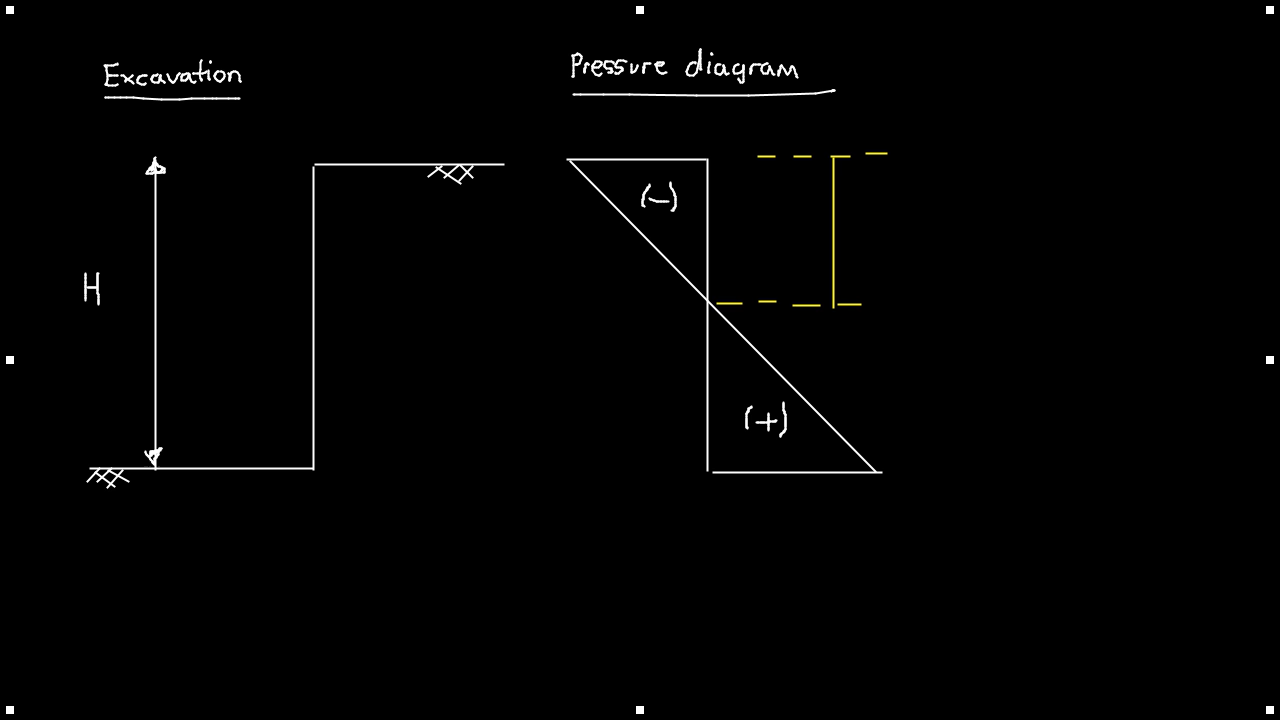 Excavation
Pressure diagram
(-)
H
(+)